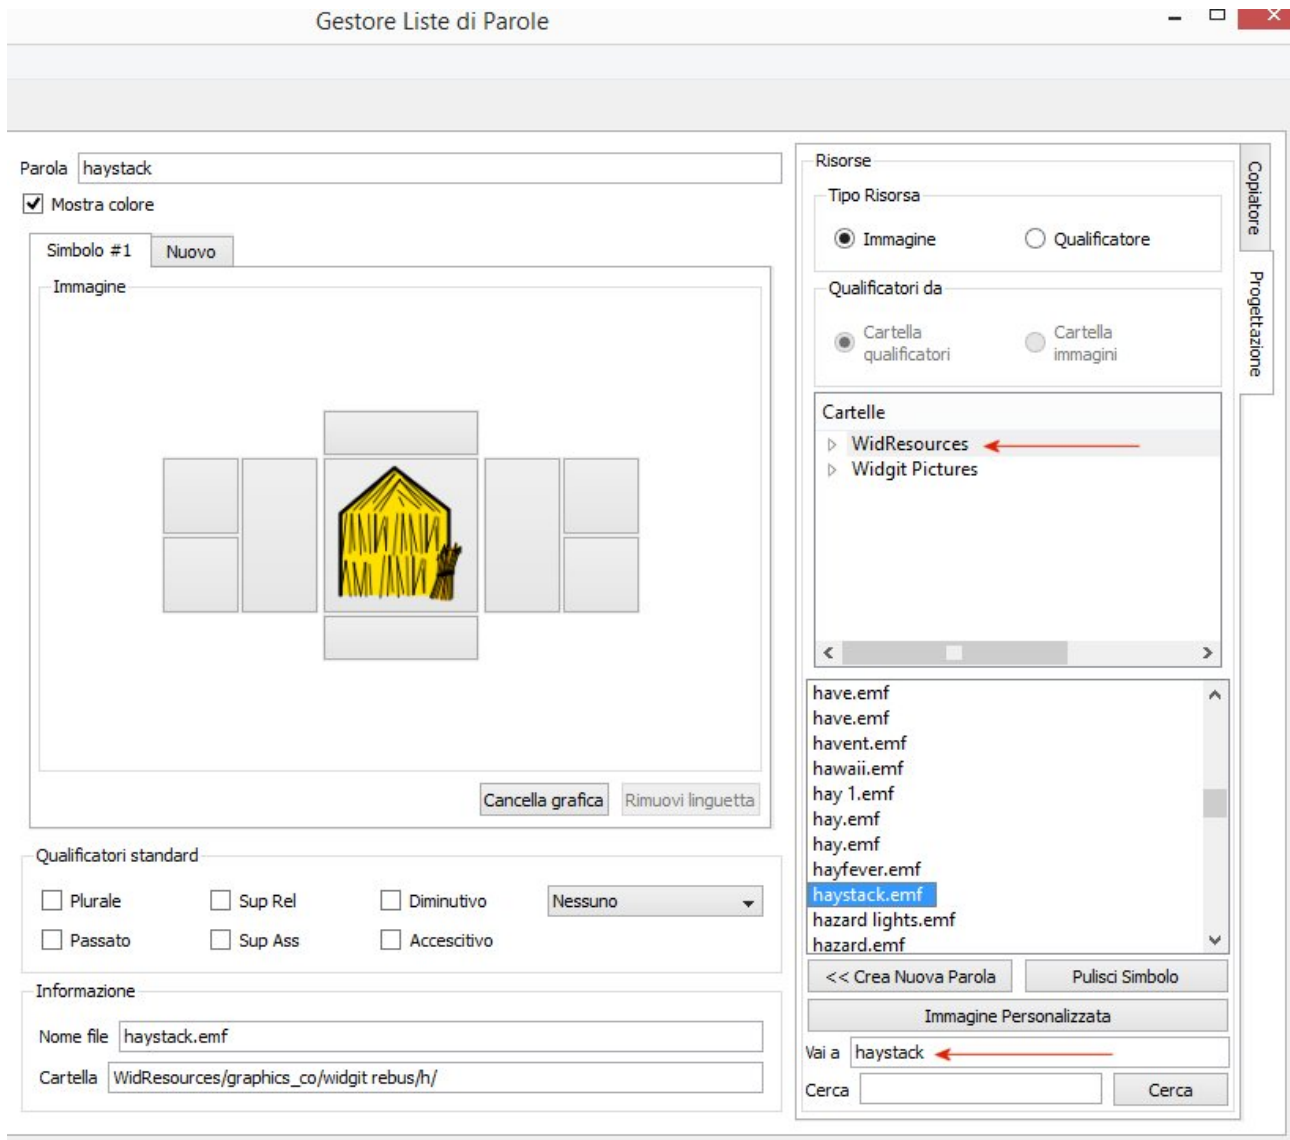 Gestore Liste di Parole
Parola haystack
Mostra colore
Simbolo #1 Nuovo
Immagine
Cancella grafica Rimuovi linguetta
Qualificatori standard
Plurale Sup Rel Diminutivo Nessuno
Passato Sup Ass Accescitivo
Informazione
Nome file haystack.emf
Cartella WidResources/graphics_co/widgit rebus/h/
Risorse
Tipo Risorsa
Immagine Qualificatore
Qualificatori da
Cartella qualificatori
Cartella immagini
Cartelle
WidResources
Widgit Pictures
have.emf
have.emf
havent.emf
hawaii.emf
hay 1.emf
hay.emf
hay.emf
hayfever.emf
haystack.emf
hazard lights.emf
hazard.emf
<< Crea Nuova Parola Pulisci Simbolo
Immagine Personalizzata
Vai a haystack
Cerca Cerca
Copiatore
Progettazione